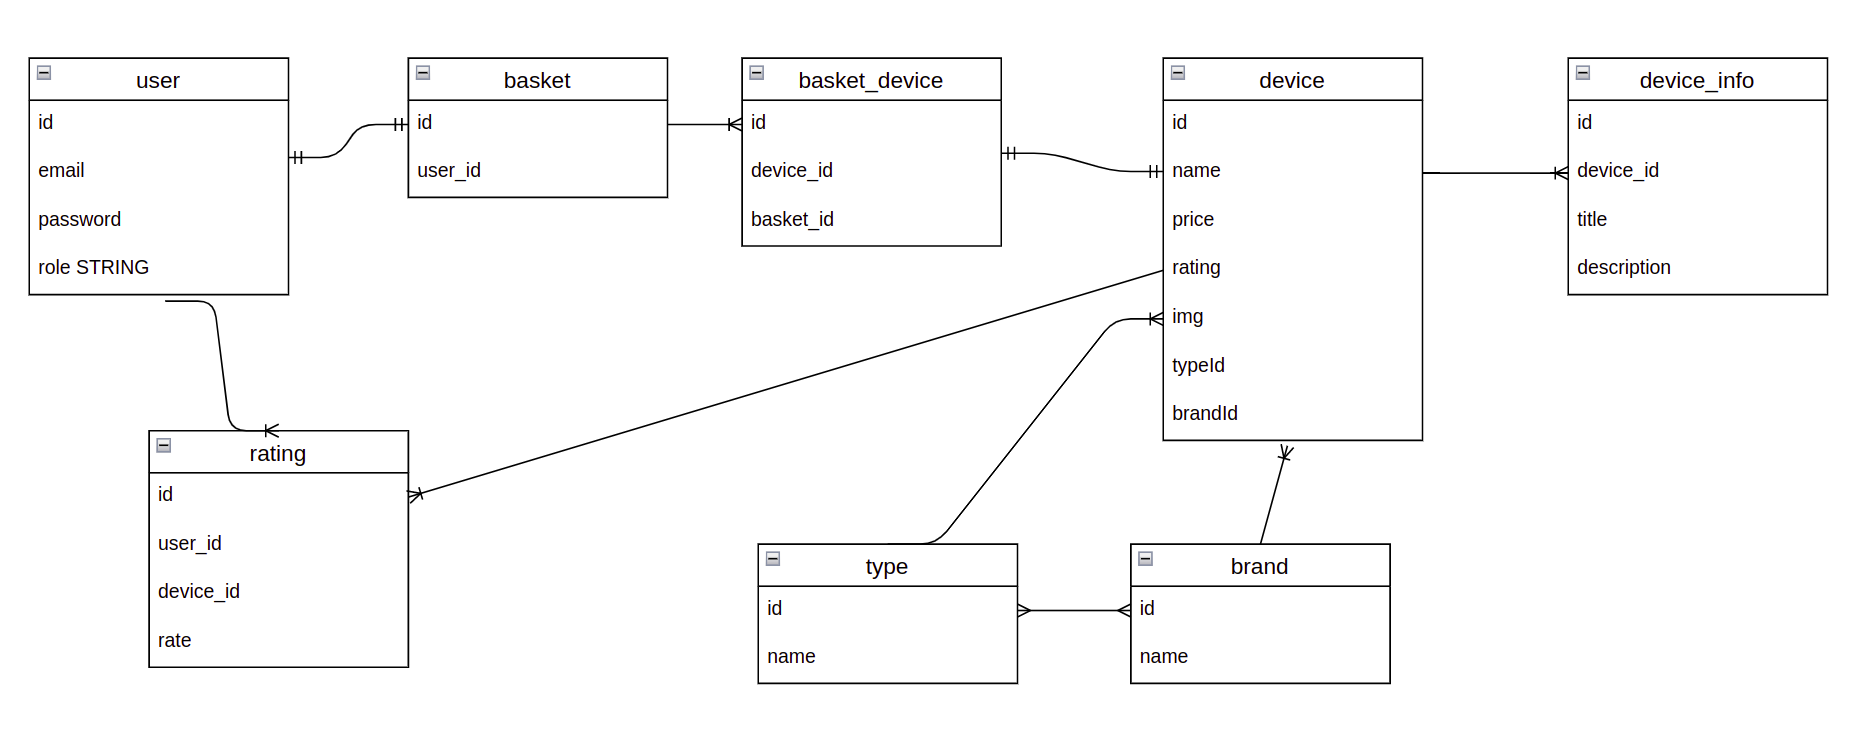 user
id
email
password
role STRING
basket
id
user_id
basket_device
id
device_id
basket_id
device
id
name
price
rating
img
typeId
brandId
device_info
id
device_id
title
description
rating
id
user_id
device_id
rate
type
id
name
brand
id
name